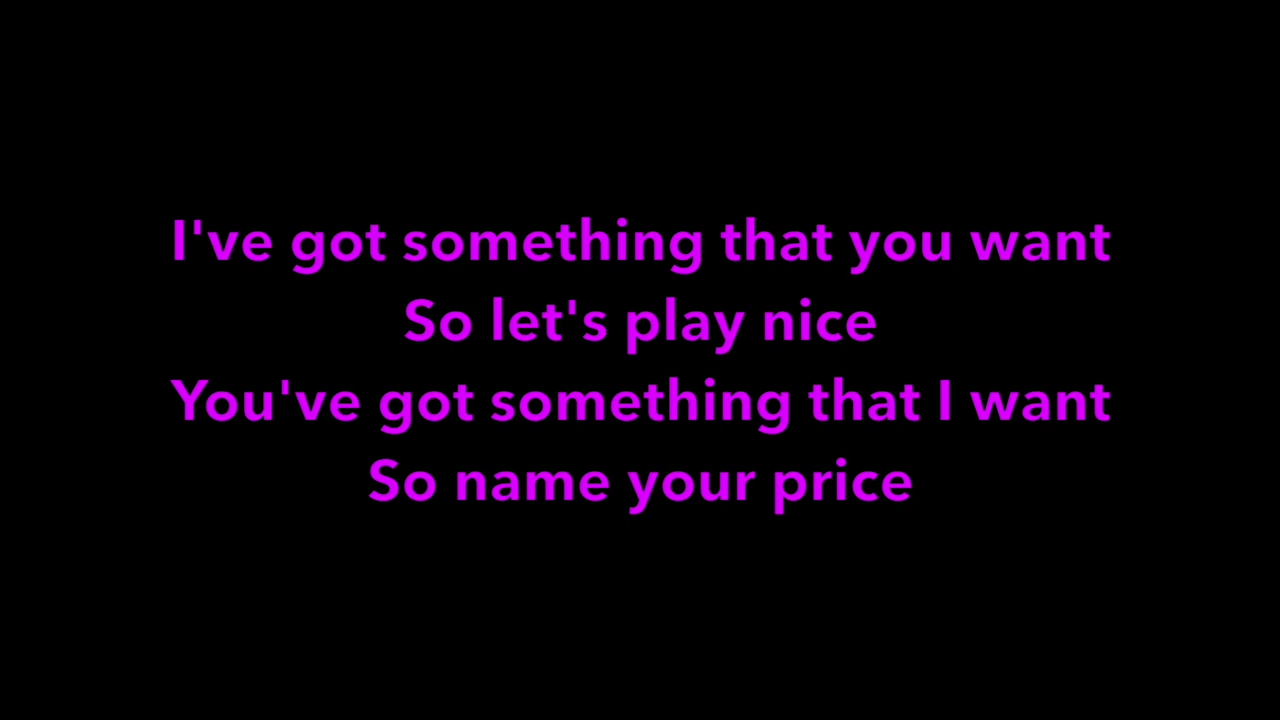 I've got something that you want
So let's play nice
You've got something that I want
So name your price